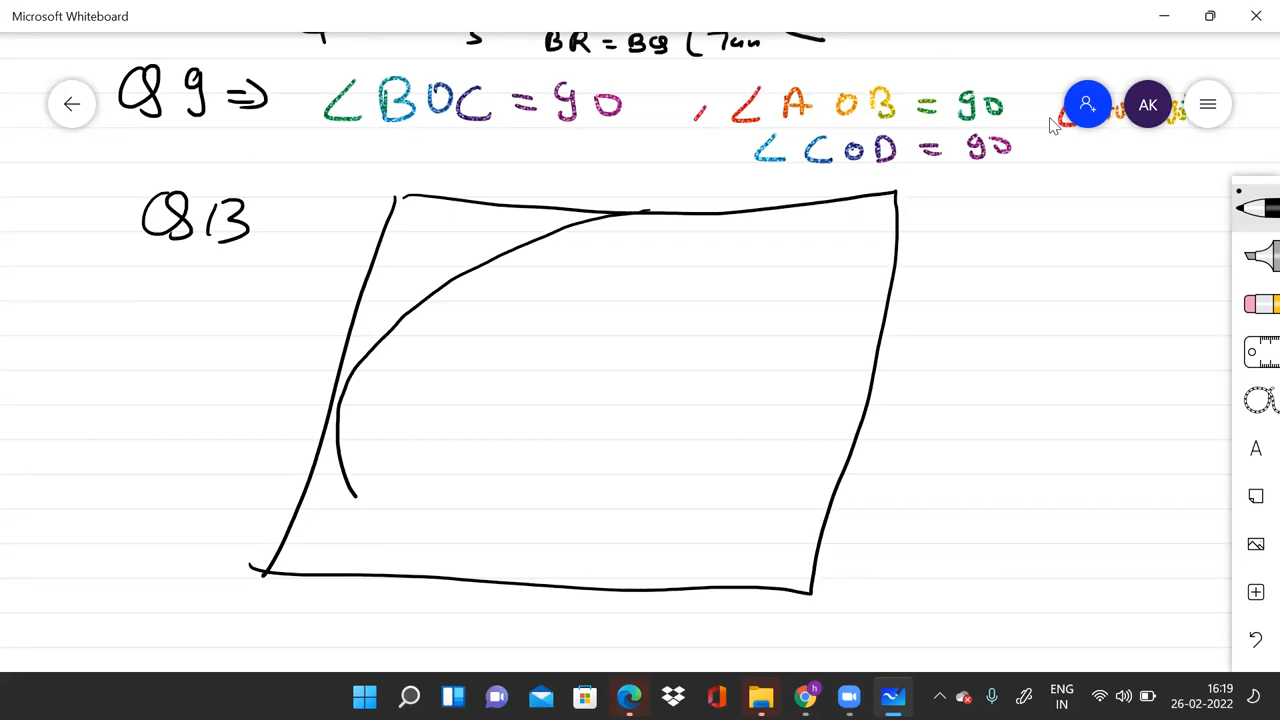 Microsoft Whiteboard
BR = BQ (Tan
Q 9 => ∠BOC = 90 , ∠AOB = 90
AK
∠COD = 90
Q 13
A
h
ENG
IN
16:19
26-02-2022